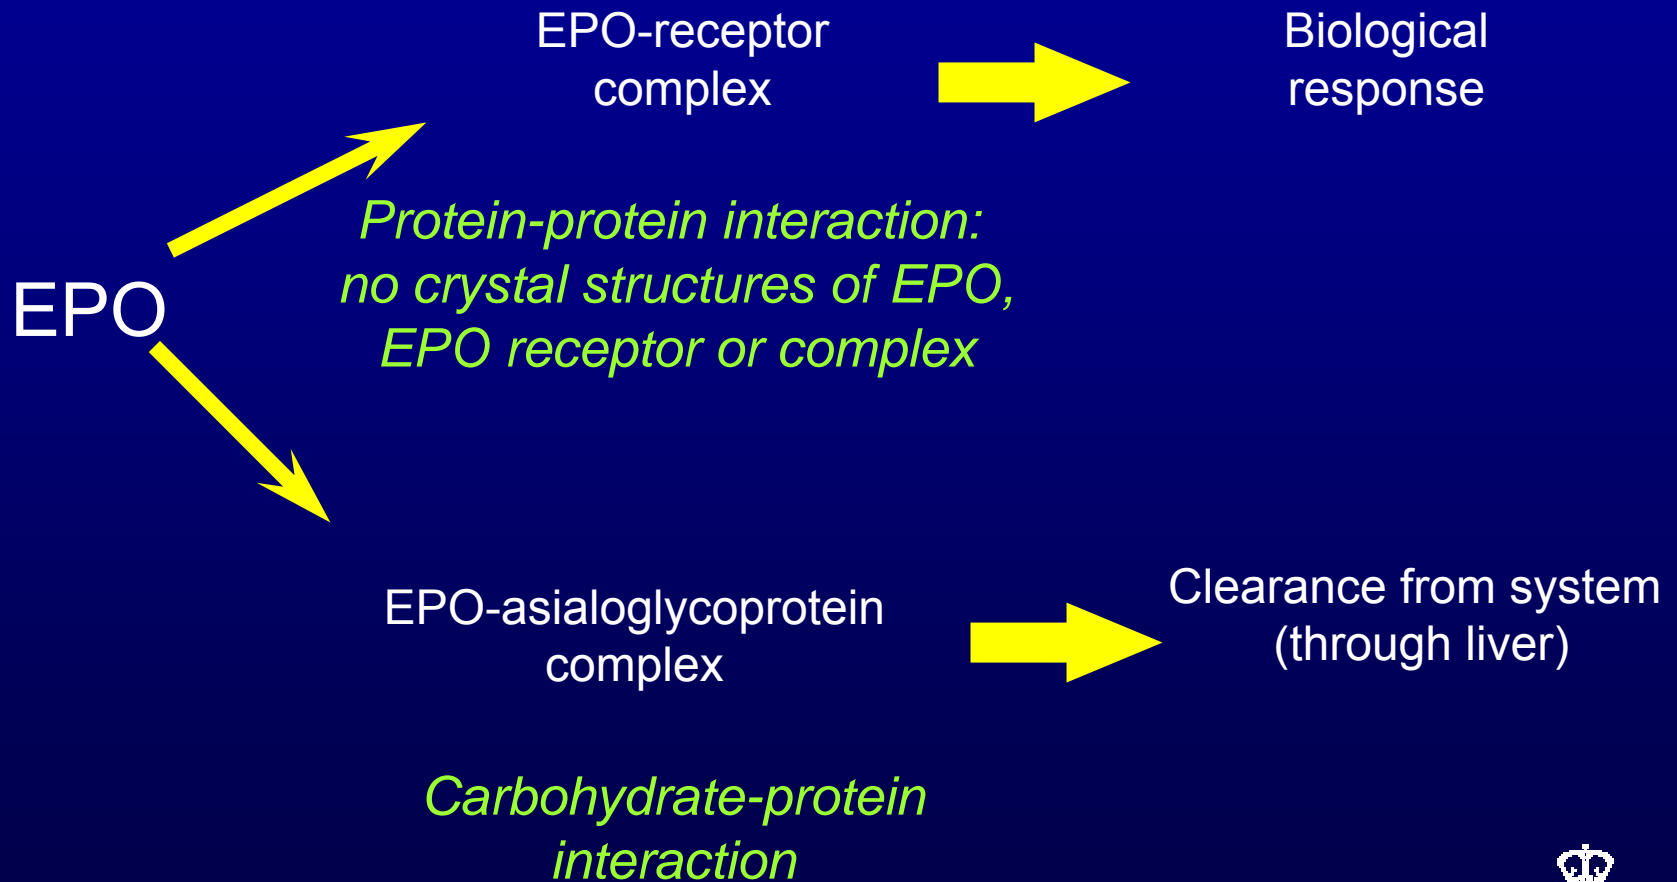 EPO-receptor
complex
Biological
response
Protein-protein interaction:
no crystal structures of EPO,
EPO receptor or complex
EPO
EPO-asialoglycoprotein
complex
Clearance from system
(through liver)
Carbohydrate-protein
interaction